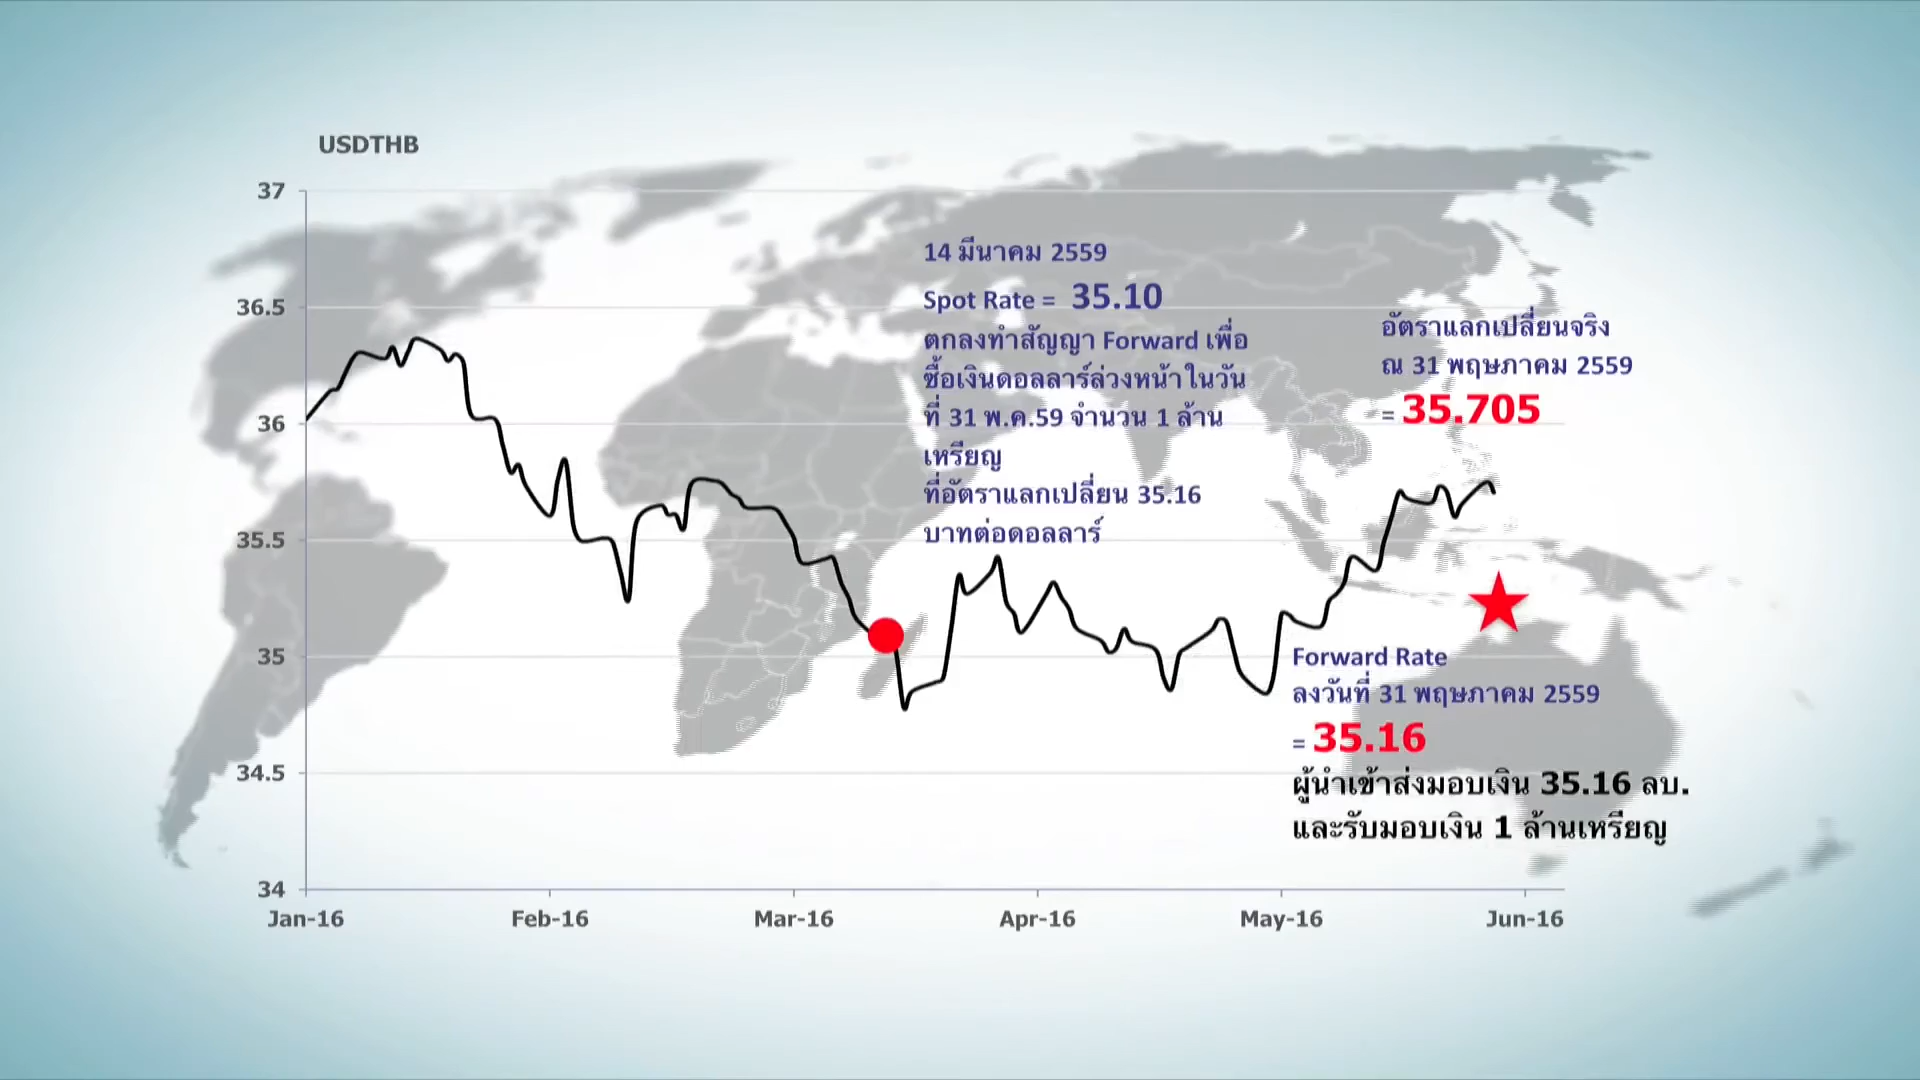 USDTHB
37
36.5
36
35.5
35
34.5
34
Jan-16
Feb-16
Mar-16
Apr-16
May-16
Jun-16
14 มีนาคม 2559
Spot Rate = 35.10
ตกลงทำสัญญา Forward เพื่อ
ซื้อเงินดอลลาร์ล่วงหน้าในวัน
ที่ 31 พ.ค.59 จำนวน 1 ล้าน
เหรียญ
ที่อัตราแลกเปลี่ยน 35.16
บาทต่อดอลลาร์
อัตราแลกเปลี่ยนจริง
ณ 31 พฤษภาคม 2559
= 35.705
Forward Rate
ลงวันที่ 31 พฤษภาคม 2559
= 35.16
ผู้นำเข้าส่งมอบเงิน 35.16 ลบ.
และรับมอบเงิน 1 ล้านเหรียญ